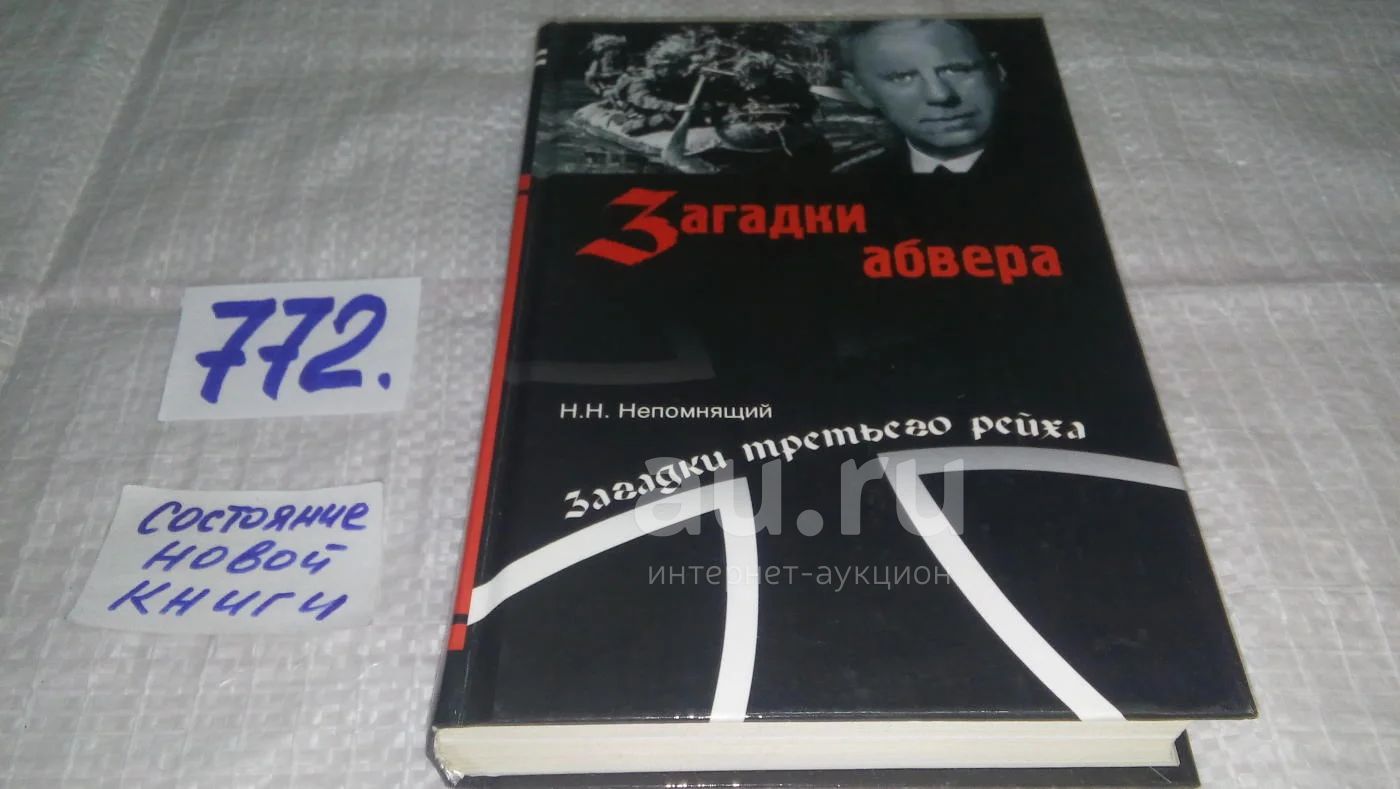 Загадки
абвера
772.
Н.Н. Непомнящий
загадки третьего рейха
состояние
новой
книги
au.ru
интернет-аукцион